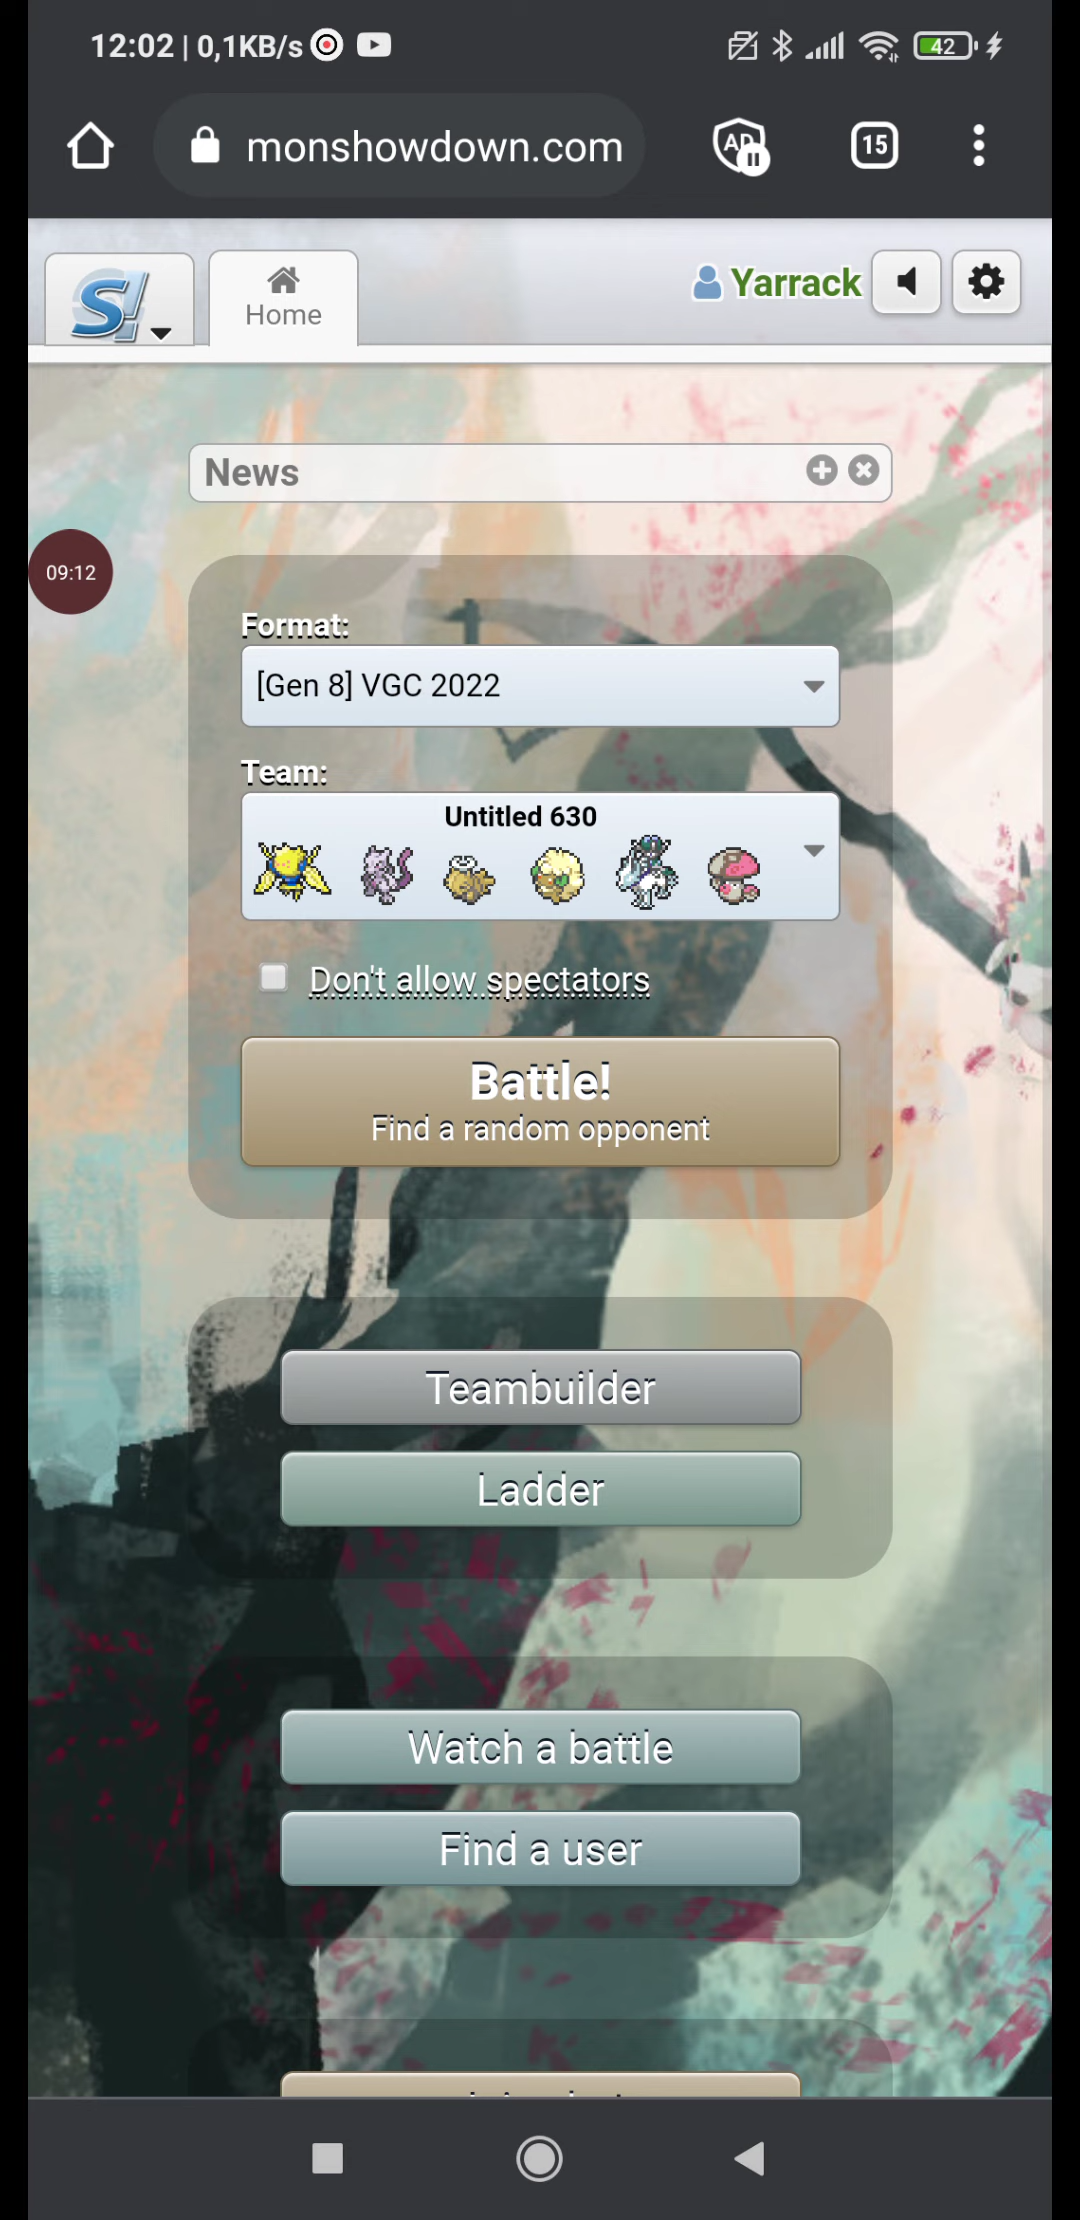 12:02 | 0,1KB/s
42
monshowdown.com
AD
15
S!
Home
Yarrack
News
09:12
Format:
[Gen 8] VGC 2022
Team:
Untitled 630
Don't allow spectators
Battle!
Find a random opponent
Teambuilder
Ladder
Watch a battle
Find a user